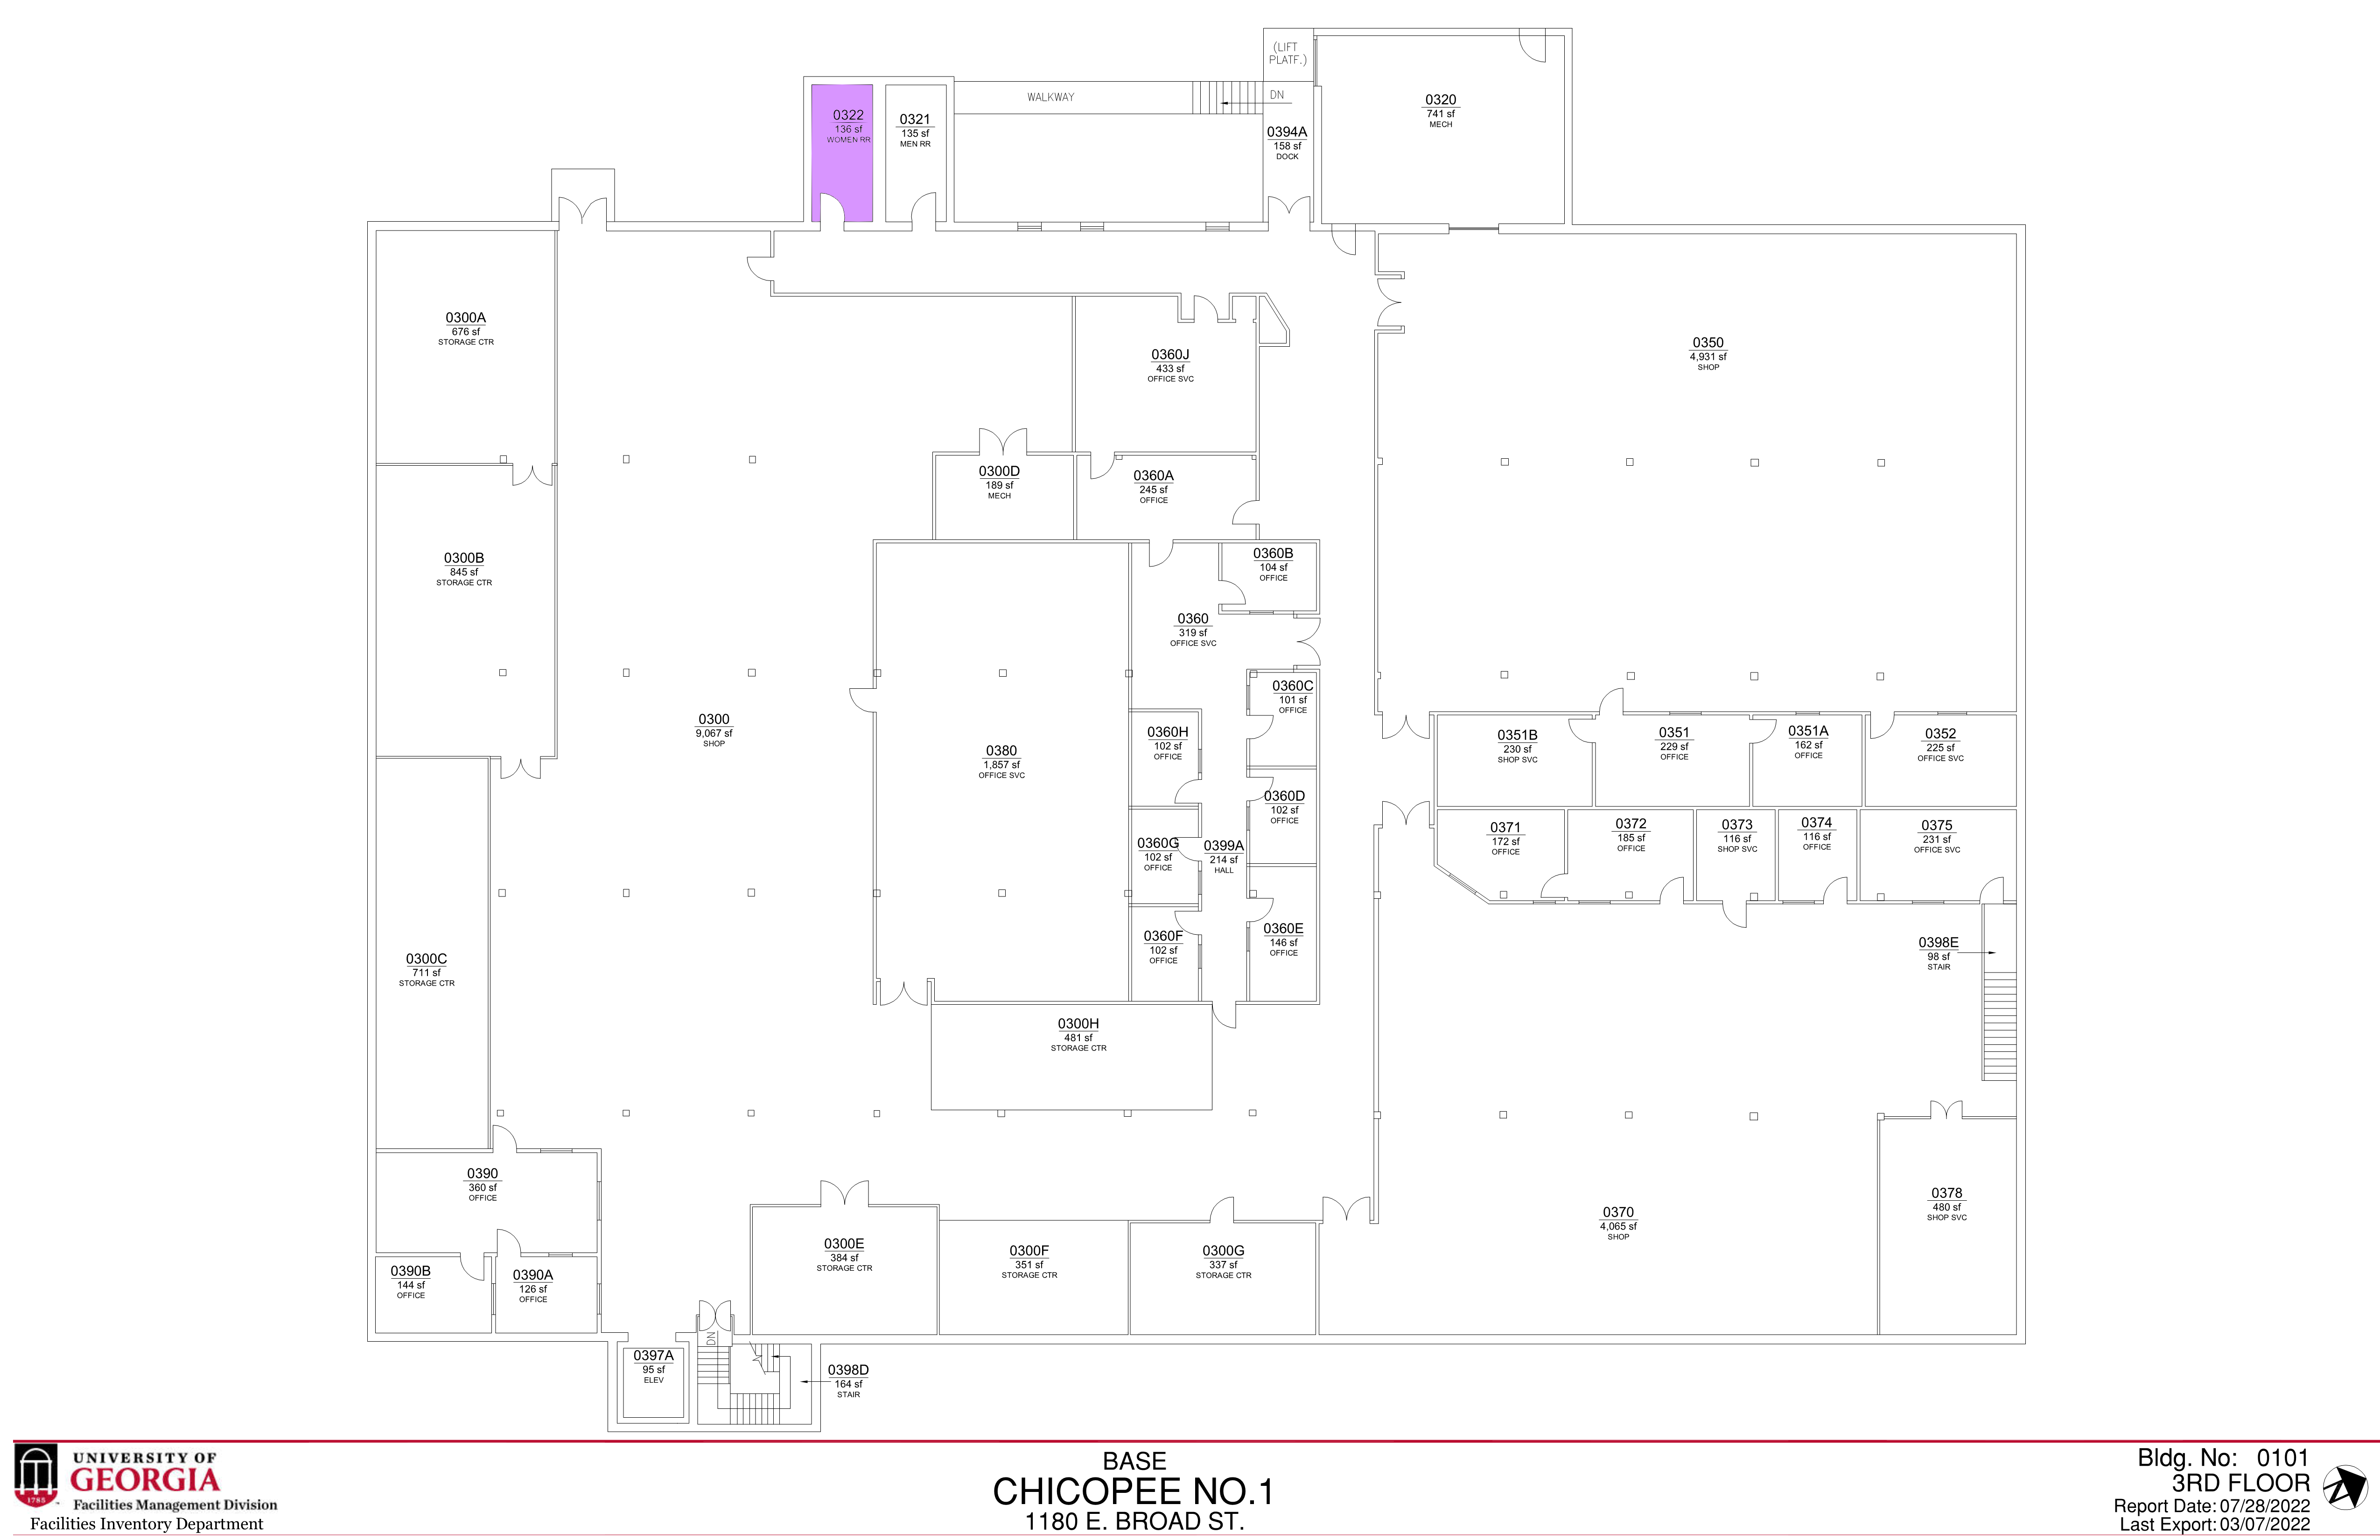 (LIFT
PLATF.)
WALKWAY
DN
0322
136 sf
WOMEN RR
0321
135 sf
MEN RR
0394A
158 sf
DOCK
0320
741 sf
MECH
0300A
676 sf
STORAGE CTR
0360J
433 sf
OFFICE SVC
0350
4,931 sf
SHOP
0300D
189 sf
MECH
0360A
245 sf
OFFICE
0300B
845 sf
STORAGE CTR
0360B
104 sf
OFFICE
0360
319 sf
OFFICE SVC
0360C
101 sf
OFFICE
0300
9,067 sf
SHOP
0380
1,857 sf
OFFICE SVC
0360H
102 sf
OFFICE
0351B
230 sf
SHOP SVC
0351
229 sf
OFFICE
0351A
162 sf
OFFICE
0352
225 sf
OFFICE SVC
0360D
102 sf
OFFICE
0360G
102 sf
OFFICE
0399A
214 sf
HALL
0371
172 sf
OFFICE
0372
185 sf
OFFICE
0373
116 sf
SHOP SVC
0374
116 sf
OFFICE
0375
231 sf
OFFICE SVC
0360F
102 sf
OFFICE
0360E
146 sf
OFFICE
0398E
98 sf
STAIR
0300C
711 sf
STORAGE CTR
0300H
481 sf
STORAGE CTR
0390
360 sf
OFFICE
0378
480 sf
SHOP SVC
0370
4,065 sf
SHOP
0300E
384 sf
STORAGE CTR
0300F
351 sf
STORAGE CTR
0300G
337 sf
STORAGE CTR
0390B
144 sf
OFFICE
0390A
126 sf
OFFICE
DN
0397A
95 sf
ELEV
0398D
164 sf
STAIR
1785
UNIVERSITY OF
GEORGIA
Facilities Management Division
Facilities Inventory Department
BASE
CHICOPEE NO.1
1180 E. BROAD ST.
Bldg. No: 0101
3RD FLOOR
Report Date: 07/28/2022
Last Export: 03/07/2022